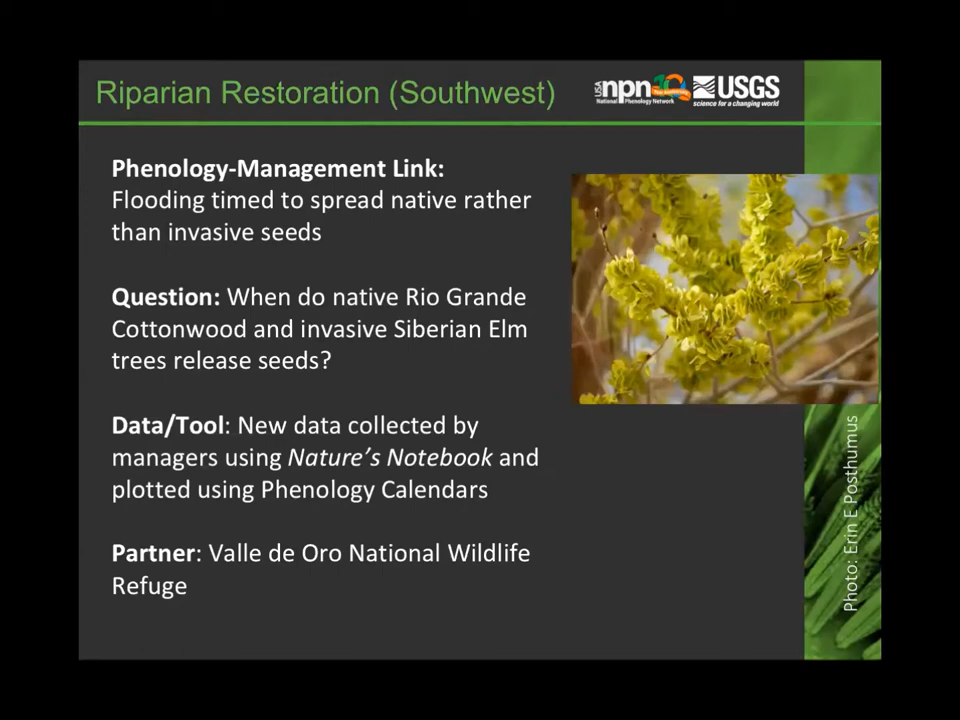 Riparian Restoration (Southwest)
USA npn 10
National Phenology Network
USGS
science for a changing world
Phenology-Management Link:
Flooding timed to spread native rather
than invasive seeds
Question: When do native Rio Grande
Cottonwood and invasive Siberian Elm
trees release seeds?
Data/Tool: New data collected by
managers using Nature's Notebook and
plotted using Phenology Calendars
Partner: Valle de Oro National Wildlife
Refuge
Photo: Erin E Posthumus